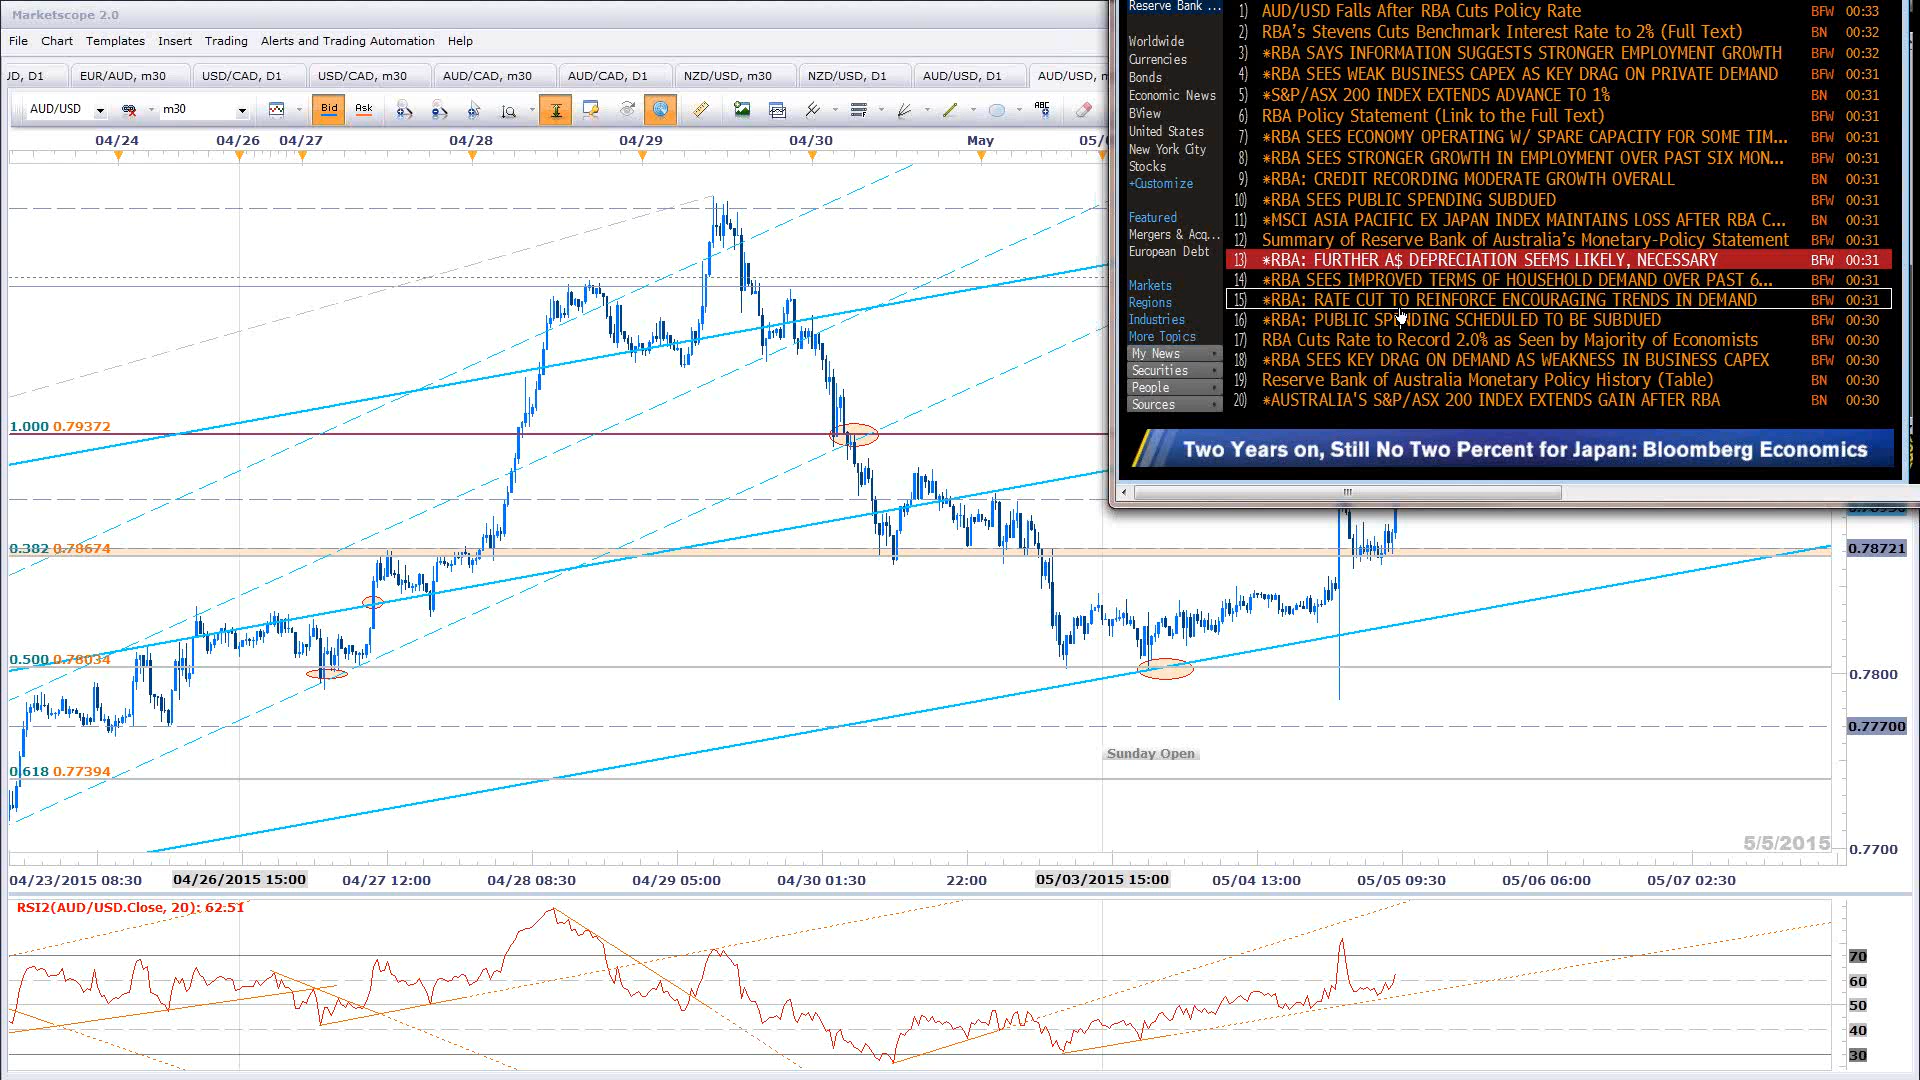 Marketscope 2.0
File Chart Templates Insert Trading Alerts and Trading Automation Help
JD, D1 EUR/AUD, m30 USD/CAD, D1 USD/CAD, m30 AUD/CAD, m30 AUD/CAD, D1 NZD/USD, m30 NZD/USD, D1 AUD/USD, D1 AUD/USD, m
AUD/USD m30 Bid Ask ABC
04/24 04/26 04/27 04/28 04/29 04/30 May 05/0
1.000 0.79372
0.382 0.78674
0.500 0.78034
0.618 0.77394
Sunday Open
5/5/2015
0.78721
0.7800
0.77700
0.7700
04/23/2015 08:30 04/26/2015 15:00 04/27 12:00 04/28 08:30 04/29 05:00 04/30 01:30 22:00 05/03/2015 15:00 05/04 13:00 05/05 09:30 05/06 06:00 05/07 02:30
RSI2(AUD/USD.Close, 20): 62.51
70
60
50
40
30
Reserve Bank ...
Worldwide
Currencies
Bonds
Economic News
BView
United States
New York City
Stocks
+Customize
Featured
Mergers & Acq...
European Debt
Markets
Regions
Industries
More Topics
My News
Securities
People
Sources
1) AUD/USD Falls After RBA Cuts Policy Rate BFW 00:33
2) RBA's Stevens Cuts Benchmark Interest Rate to 2% (Full Text) BN 00:32
3) *RBA SAYS INFORMATION SUGGESTS STRONGER EMPLOYMENT GROWTH BFW 00:32
4) *RBA SEES WEAK BUSINESS CAPEX AS KEY DRAG ON PRIVATE DEMAND BFW 00:31
5) *S&P/ASX 200 INDEX EXTENDS ADVANCE TO 1% BN 00:31
6) RBA Policy Statement (Link to the Full Text) BFW 00:31
7) *RBA SEES ECONOMY OPERATING W/ SPARE CAPACITY FOR SOME TIM... BFW 00:31
8) *RBA SEES STRONGER GROWTH IN EMPLOYMENT OVER PAST SIX MON... BFW 00:31
9) *RBA: CREDIT RECORDING MODERATE GROWTH OVERALL BN 00:31
10) *RBA SEES PUBLIC SPENDING SUBDUED BFW 00:31
11) *MSCI ASIA PACIFIC EX JAPAN INDEX MAINTAINS LOSS AFTER RBA C... BN 00:31
12) Summary of Reserve Bank of Australia's Monetary-Policy Statement BFW 00:31
13) *RBA: FURTHER A$ DEPRECIATION SEEMS LIKELY, NECESSARY BFW 00:31
14) *RBA SEES IMPROVED TERMS OF HOUSEHOLD DEMAND OVER PAST 6... BFW 00:31
15) *RBA: RATE CUT TO REINFORCE ENCOURAGING TRENDS IN DEMAND BFW 00:31
16) *RBA: PUBLIC SPENDING SCHEDULED TO BE SUBDUED BFW 00:30
17) RBA Cuts Rate to Record 2.0% as Seen by Majority of Economists BFW 00:30
18) *RBA SEES KEY DRAG ON DEMAND AS WEAKNESS IN BUSINESS CAPEX BFW 00:30
19) Reserve Bank of Australia Monetary Policy History (Table) BN 00:30
20) *AUSTRALIA'S S&P/ASX 200 INDEX EXTENDS GAIN AFTER RBA BN 00:30
Two Years on, Still No Two Percent for Japan: Bloomberg Economics